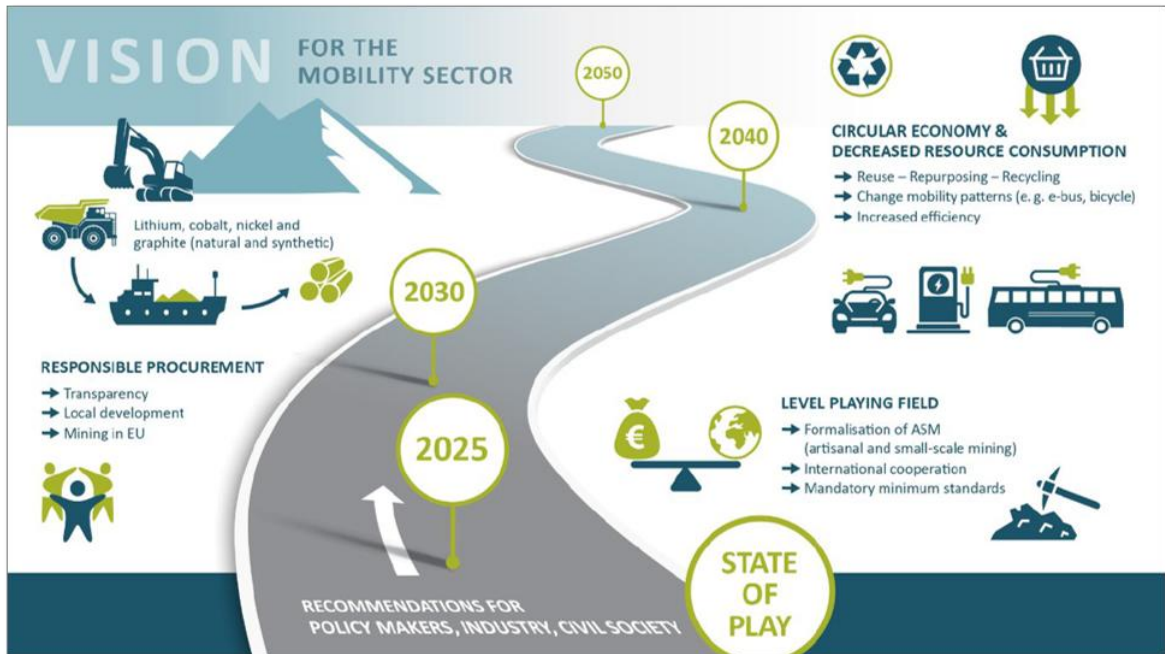 VISION FOR THE
MOBILITY SECTOR
2050
2040
CIRCULAR ECONOMY &
DECREASED RESOURCE CONSUMPTION
➔ Reuse – Repurposing – Recycling
➔ Change mobility patterns (e. g. e-bus, bicycle)
➔ Increased efficiency
Lithium, cobalt, nickel and
graphite (natural and synthetic)
2030
RESPONSIBLE PROCUREMENT
➔ Transparency
➔ Local development
➔ Mining in EU
2025
LEVEL PLAYING FIELD
➔ Formalisation of ASM
(artisanal and small-scale mining)
➔ International cooperation
➔ Mandatory minimum standards
€
STATE
OF
PLAY
RECOMMENDATIONS FOR
POLICY MAKERS, INDUSTRY, CIVIL SOCIETY